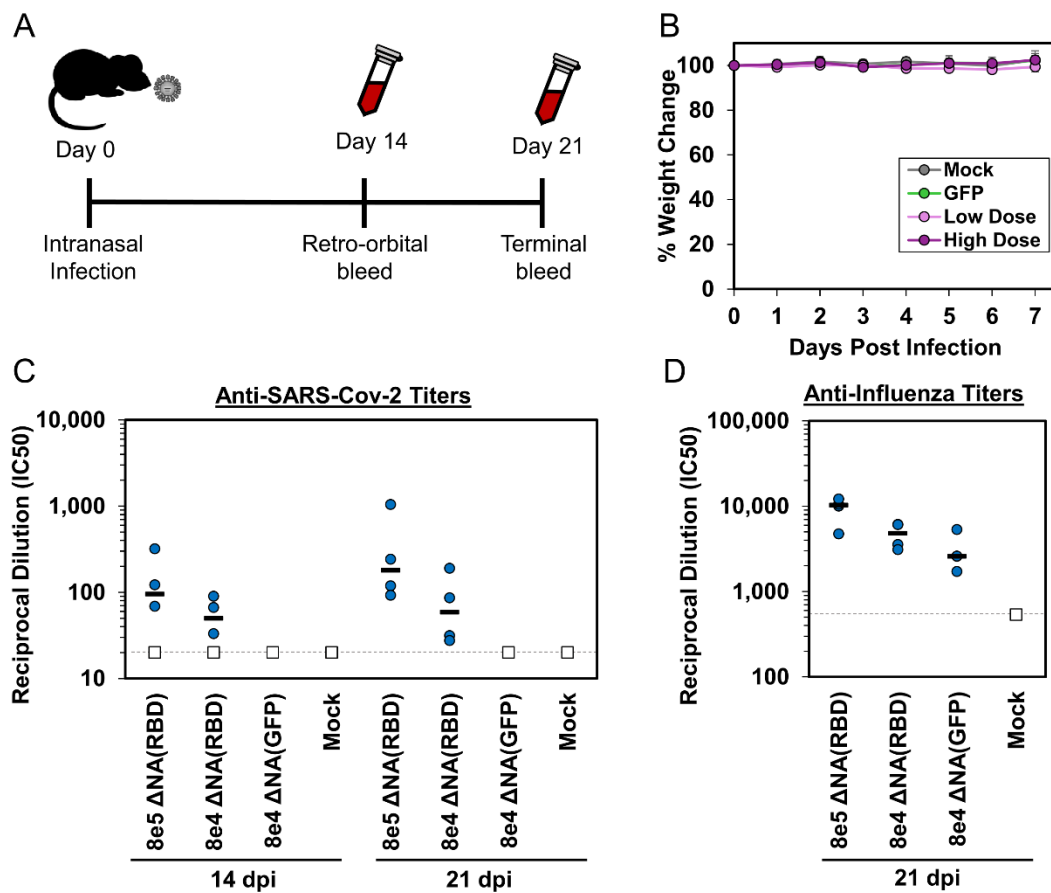 A
Day 0
Day 14
Day 21
Intranasal
Infection
Retro-orbital
bleed
Terminal
bleed
B
% Weight Change
100
80
60
40
20
0
0 1 2 3 4 5 6 7
Days Post Infection
Mock
GFP
Low Dose
High Dose
C
Anti-SARS-Cov-2 Titers
Reciprocal Dilution (IC50)
10,000
1,000
100
10
8e5 ΔNA(RBD)
8e4 ΔNA(RBD)
8e4 ΔNA(GFP)
Mock
8e5 ΔNA(RBD)
8e4 ΔNA(RBD)
8e4 ΔNA(GFP)
Mock
14 dpi
21 dpi
D
Anti-Influenza Titers
Reciprocal Dilution (IC50)
100,000
10,000
1,000
100
8e5 ΔNA(RBD)
8e4 ΔNA(RBD)
8e4 ΔNA(GFP)
Mock
21 dpi